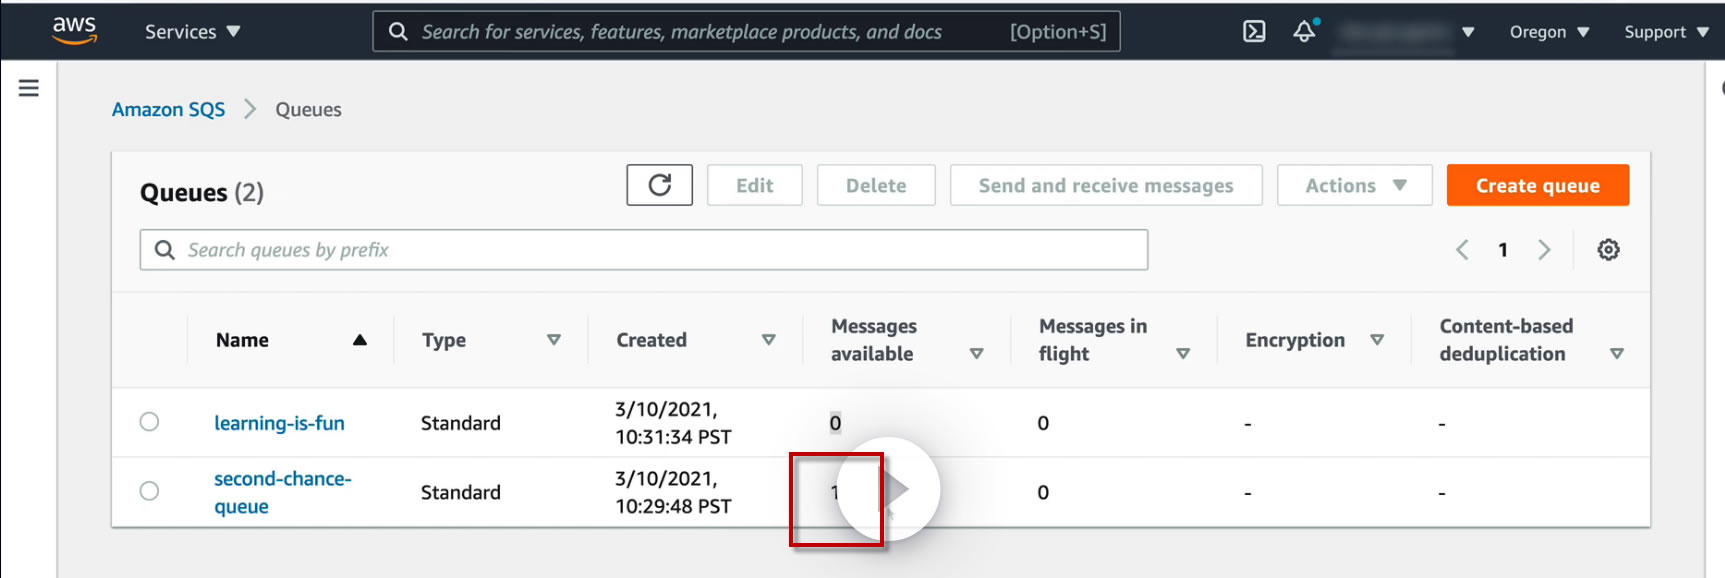 aws
Services
Search for services, features, marketplace products, and docs
[Option+S]
Oregon
Support
Amazon SQS
Queues
Queues (2)
Edit
Delete
Send and receive messages
Actions
Create queue
Search queues by prefix
1
Name
Type
Created
Messages
available
Messages in
flight
Encryption
Content-based
deduplication
learning-is-fun
Standard
3/10/2021,
10:31:34 PST
0
0
-
-
second-chance-
queue
Standard
3/10/2021,
10:29:48 PST
1
0
-
-